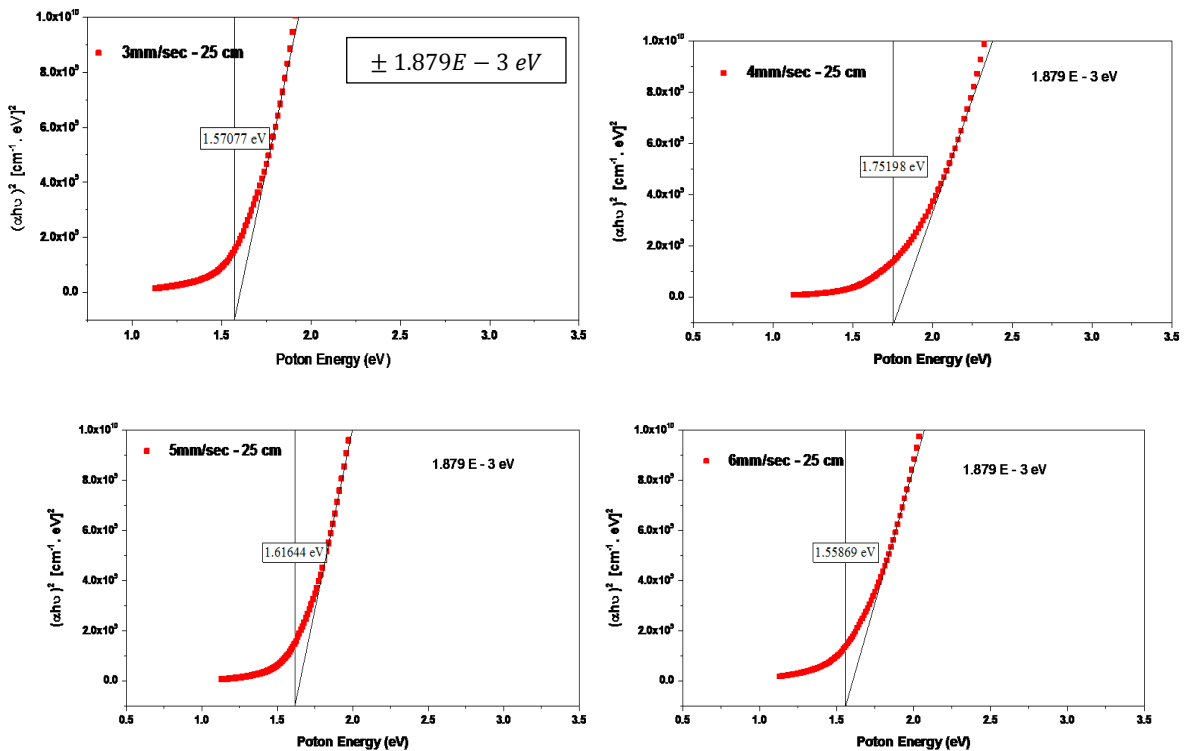 1.0x10¹⁰
8.0x10⁹
6.0x10⁹
4.0x10⁹
2.0x10⁹
0.0
(αhυ)² [cm⁻¹ . eV]²
3mm/sec - 25 cm
± 1.879E − 3 eV
1.57077 eV
1.0 1.5 2.0 2.5 3.0 3.5
Poton Energy (eV)
1.0x10¹⁰
8.0x10⁹
6.0x10⁹
4.0x10⁹
2.0x10⁹
0.0
(αhυ)² [cm⁻¹ . eV]²
4mm/sec - 25 cm
1.879 E - 3 eV
1.75198 eV
0.5 1.0 1.5 2.0 2.5 3.0 3.5
Poton Energy (eV)
1.0x10¹⁰
8.0x10⁹
6.0x10⁹
4.0x10⁹
2.0x10⁹
0.0
(αhυ)² [cm⁻¹ . eV]²
5mm/sec - 25 cm
1.879 E - 3 eV
1.61644 eV
0.5 1.0 1.5 2.0 2.5 3.0 3.5
Poton Energy (eV)
1.0x10¹⁰
8.0x10⁹
6.0x10⁹
4.0x10⁹
2.0x10⁹
0.0
(αhυ)² [cm⁻¹ . eV]²
6mm/sec - 25 cm
1.879 E - 3 eV
1.55869 eV
0.5 1.0 1.5 2.0 2.5 3.0 3.5
Poton Energy (eV)